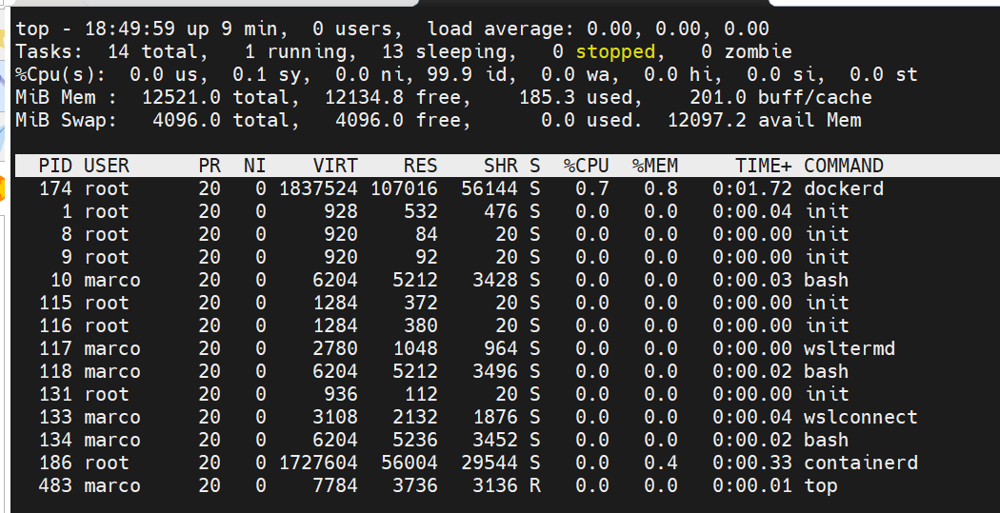 top - 18:49:59 up 9 min,  0 users,  load average: 0.00, 0.00, 0.00
Tasks:  14 total,   1 running,  13 sleeping,   0 stopped,   0 zombie
%Cpu(s):  0.0 us,  0.1 sy,  0.0 ni, 99.9 id,  0.0 wa,  0.0 hi,  0.0 si,  0.0 st
MiB Mem :  12521.0 total,  12134.8 free,    185.3 used,    201.0 buff/cache
MiB Swap:   4096.0 total,   4096.0 free,      0.0 used.  12097.2 avail Mem
  PID USER      PR  NI    VIRT    RES    SHR S  %CPU  %MEM     TIME+ COMMAND
  174 root      20   0 1837524 107016  56144 S   0.7   0.8   0:01.72 dockerd
    1 root      20   0     928    532    476 S   0.0   0.0   0:00.04 init
    8 root      20   0     920     84     20 S   0.0   0.0   0:00.00 init
    9 root      20   0     920     92     20 S   0.0   0.0   0:00.00 init
   10 marco     20   0    6204   5212   3428 S   0.0   0.0   0:00.03 bash
  115 root      20   0    1284    372     20 S   0.0   0.0   0:00.00 init
  116 root      20   0    1284    380     20 S   0.0   0.0   0:00.00 init
  117 marco     20   0    2780   1048    964 S   0.0   0.0   0:00.00 wsltermd
  118 marco     20   0    6204   5212   3496 S   0.0   0.0   0:00.02 bash
  131 root      20   0     936    112     20 S   0.0   0.0   0:00.00 init
  133 marco     20   0    3108   2132   1876 S   0.0   0.0   0:00.04 wslconnect
  134 marco     20   0    6204   5236   3452 S   0.0   0.0   0:00.02 bash
  186 root      20   0 1727604  56004  29544 S   0.0   0.4   0:00.33 containerd
  483 marco     20   0    7784   3736   3136 R   0.0   0.0   0:00.01 top